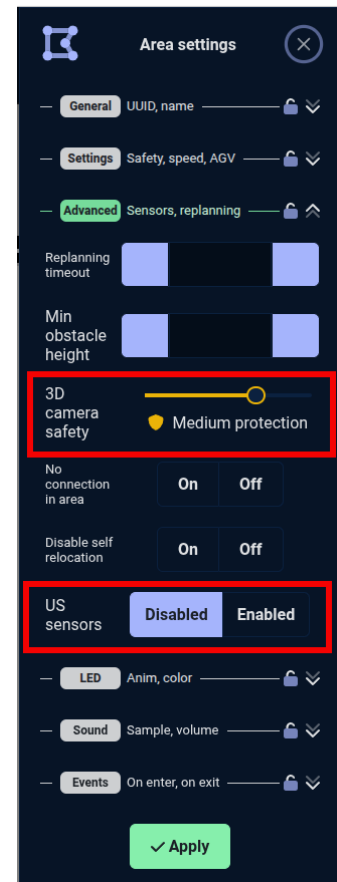 Area settings
General UUID, name
Settings Safety, speed, AGV
Advanced Sensors, replanning
Replanning
timeout
Min
obstacle
height
3D
camera
safety
Medium protection
No
connection
in area
On Off
Disable self
relocation
On Off
US
sensors
Disabled Enabled
LED Anim, color
Sound Sample, volume
Events On enter, on exit
Apply